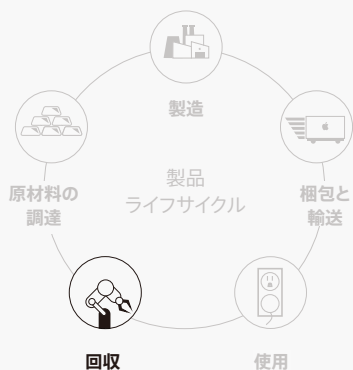 製造
原材料の
調達
製品
ライフサイクル
梱包と
輸送
回収
使用